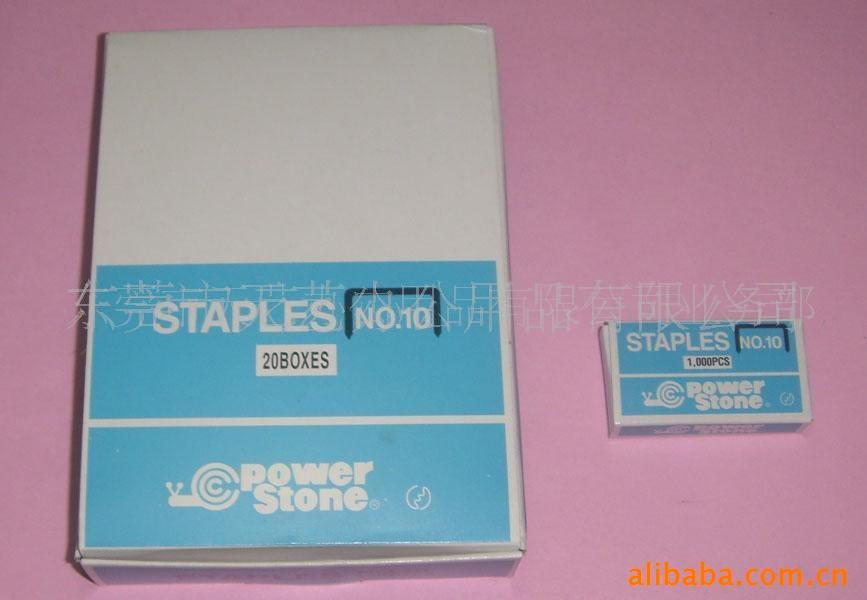 STAPLES NO.10
20BOXES
power
Stone
STAPLES NO.10
1,000PCS
power
Stone
alibaba.com.cn